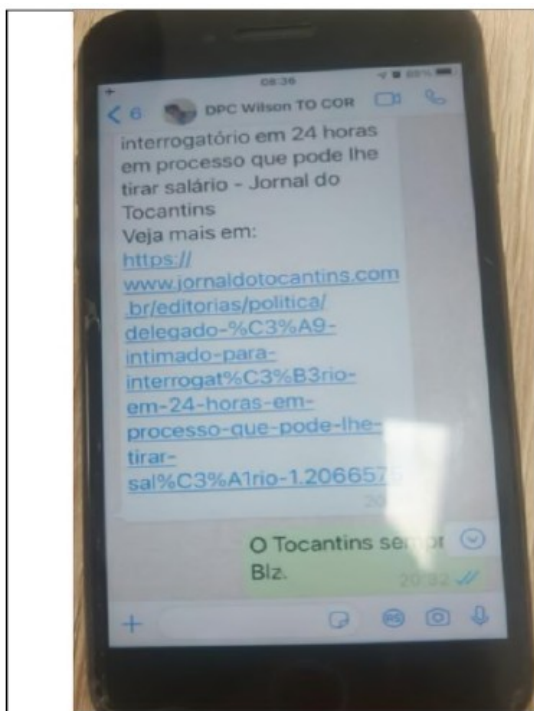 08:36
89%
6
DPC Wilson TO COR
interrogatório em 24 horas
em processo que pode lhe
tirar salário - Jornal do
Tocantins
Veja mais em:
https://
www.jornaldotocantins.com
.br/editorias/politica/
delegado-%C3%A9-
intimado-para-
interrogat%C3%B3rio-
em-24-horas-em-
processo-que-pode-lhe-
tirar-
sal%C3%A1rio-1.2066575
O Tocantins
Blz.
20:32